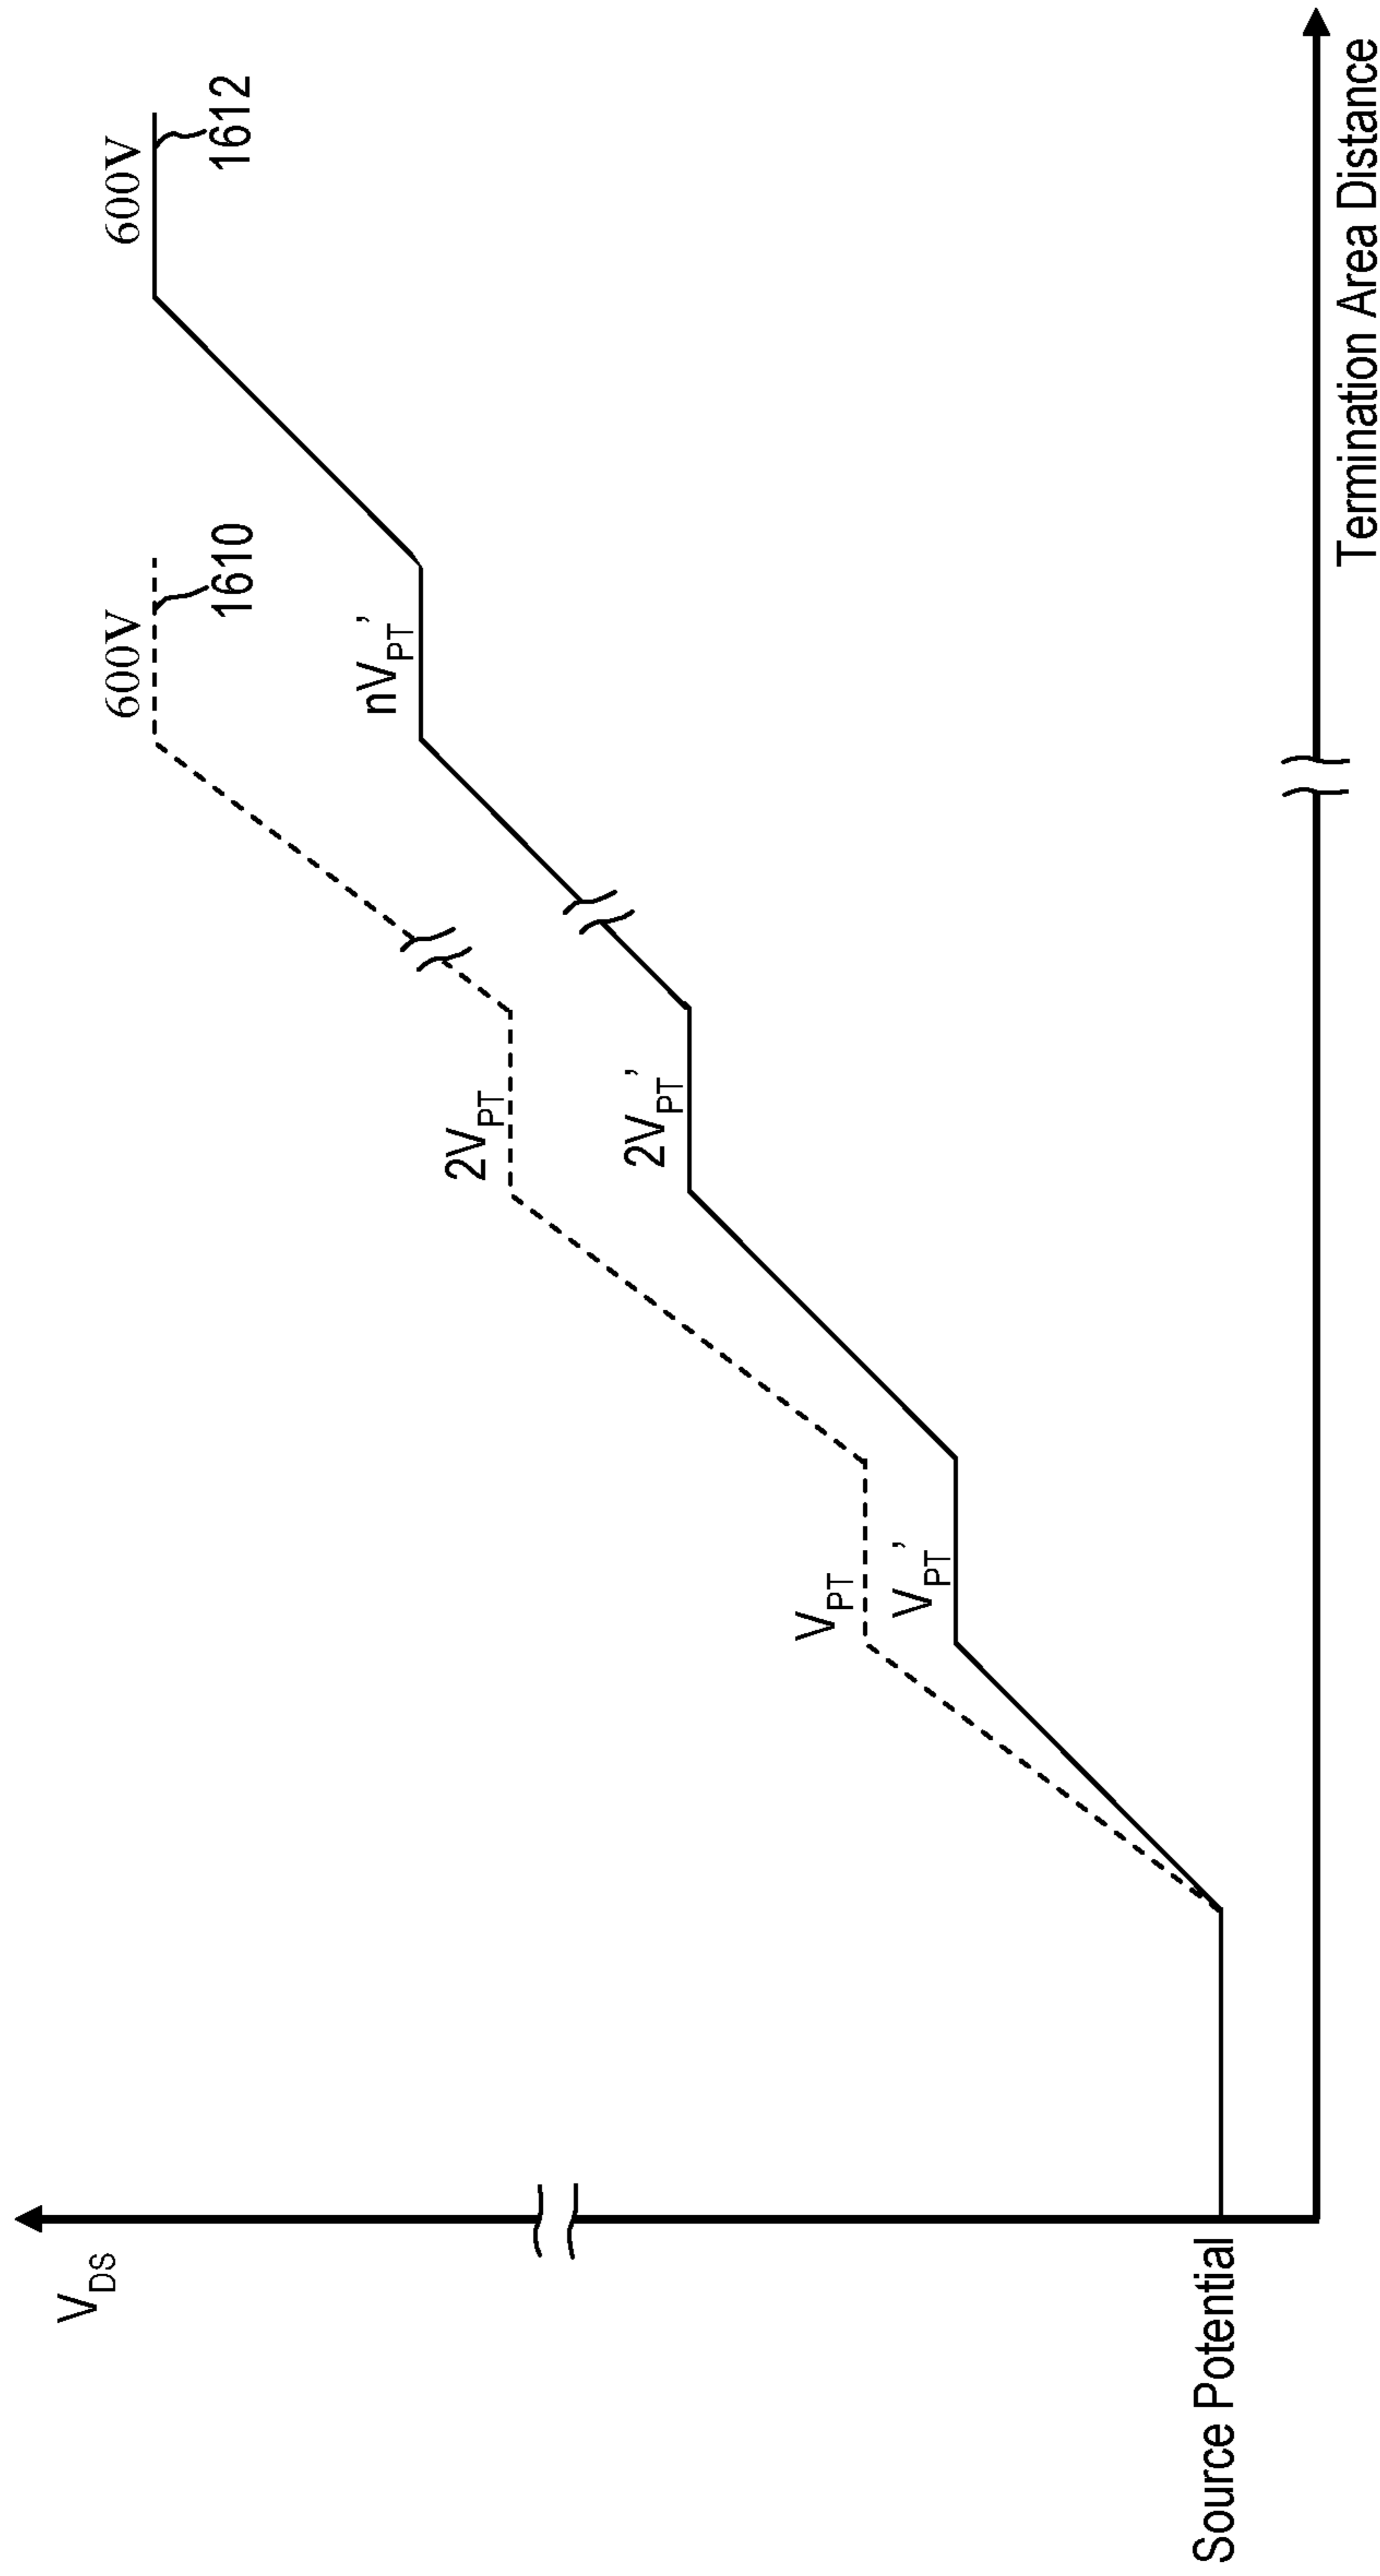 V_DS
600V
1612
600V
1610
nV_PT'
2V_PT
2V_PT'
V_PT
V_PT'
Source Potential
Termination Area Distance